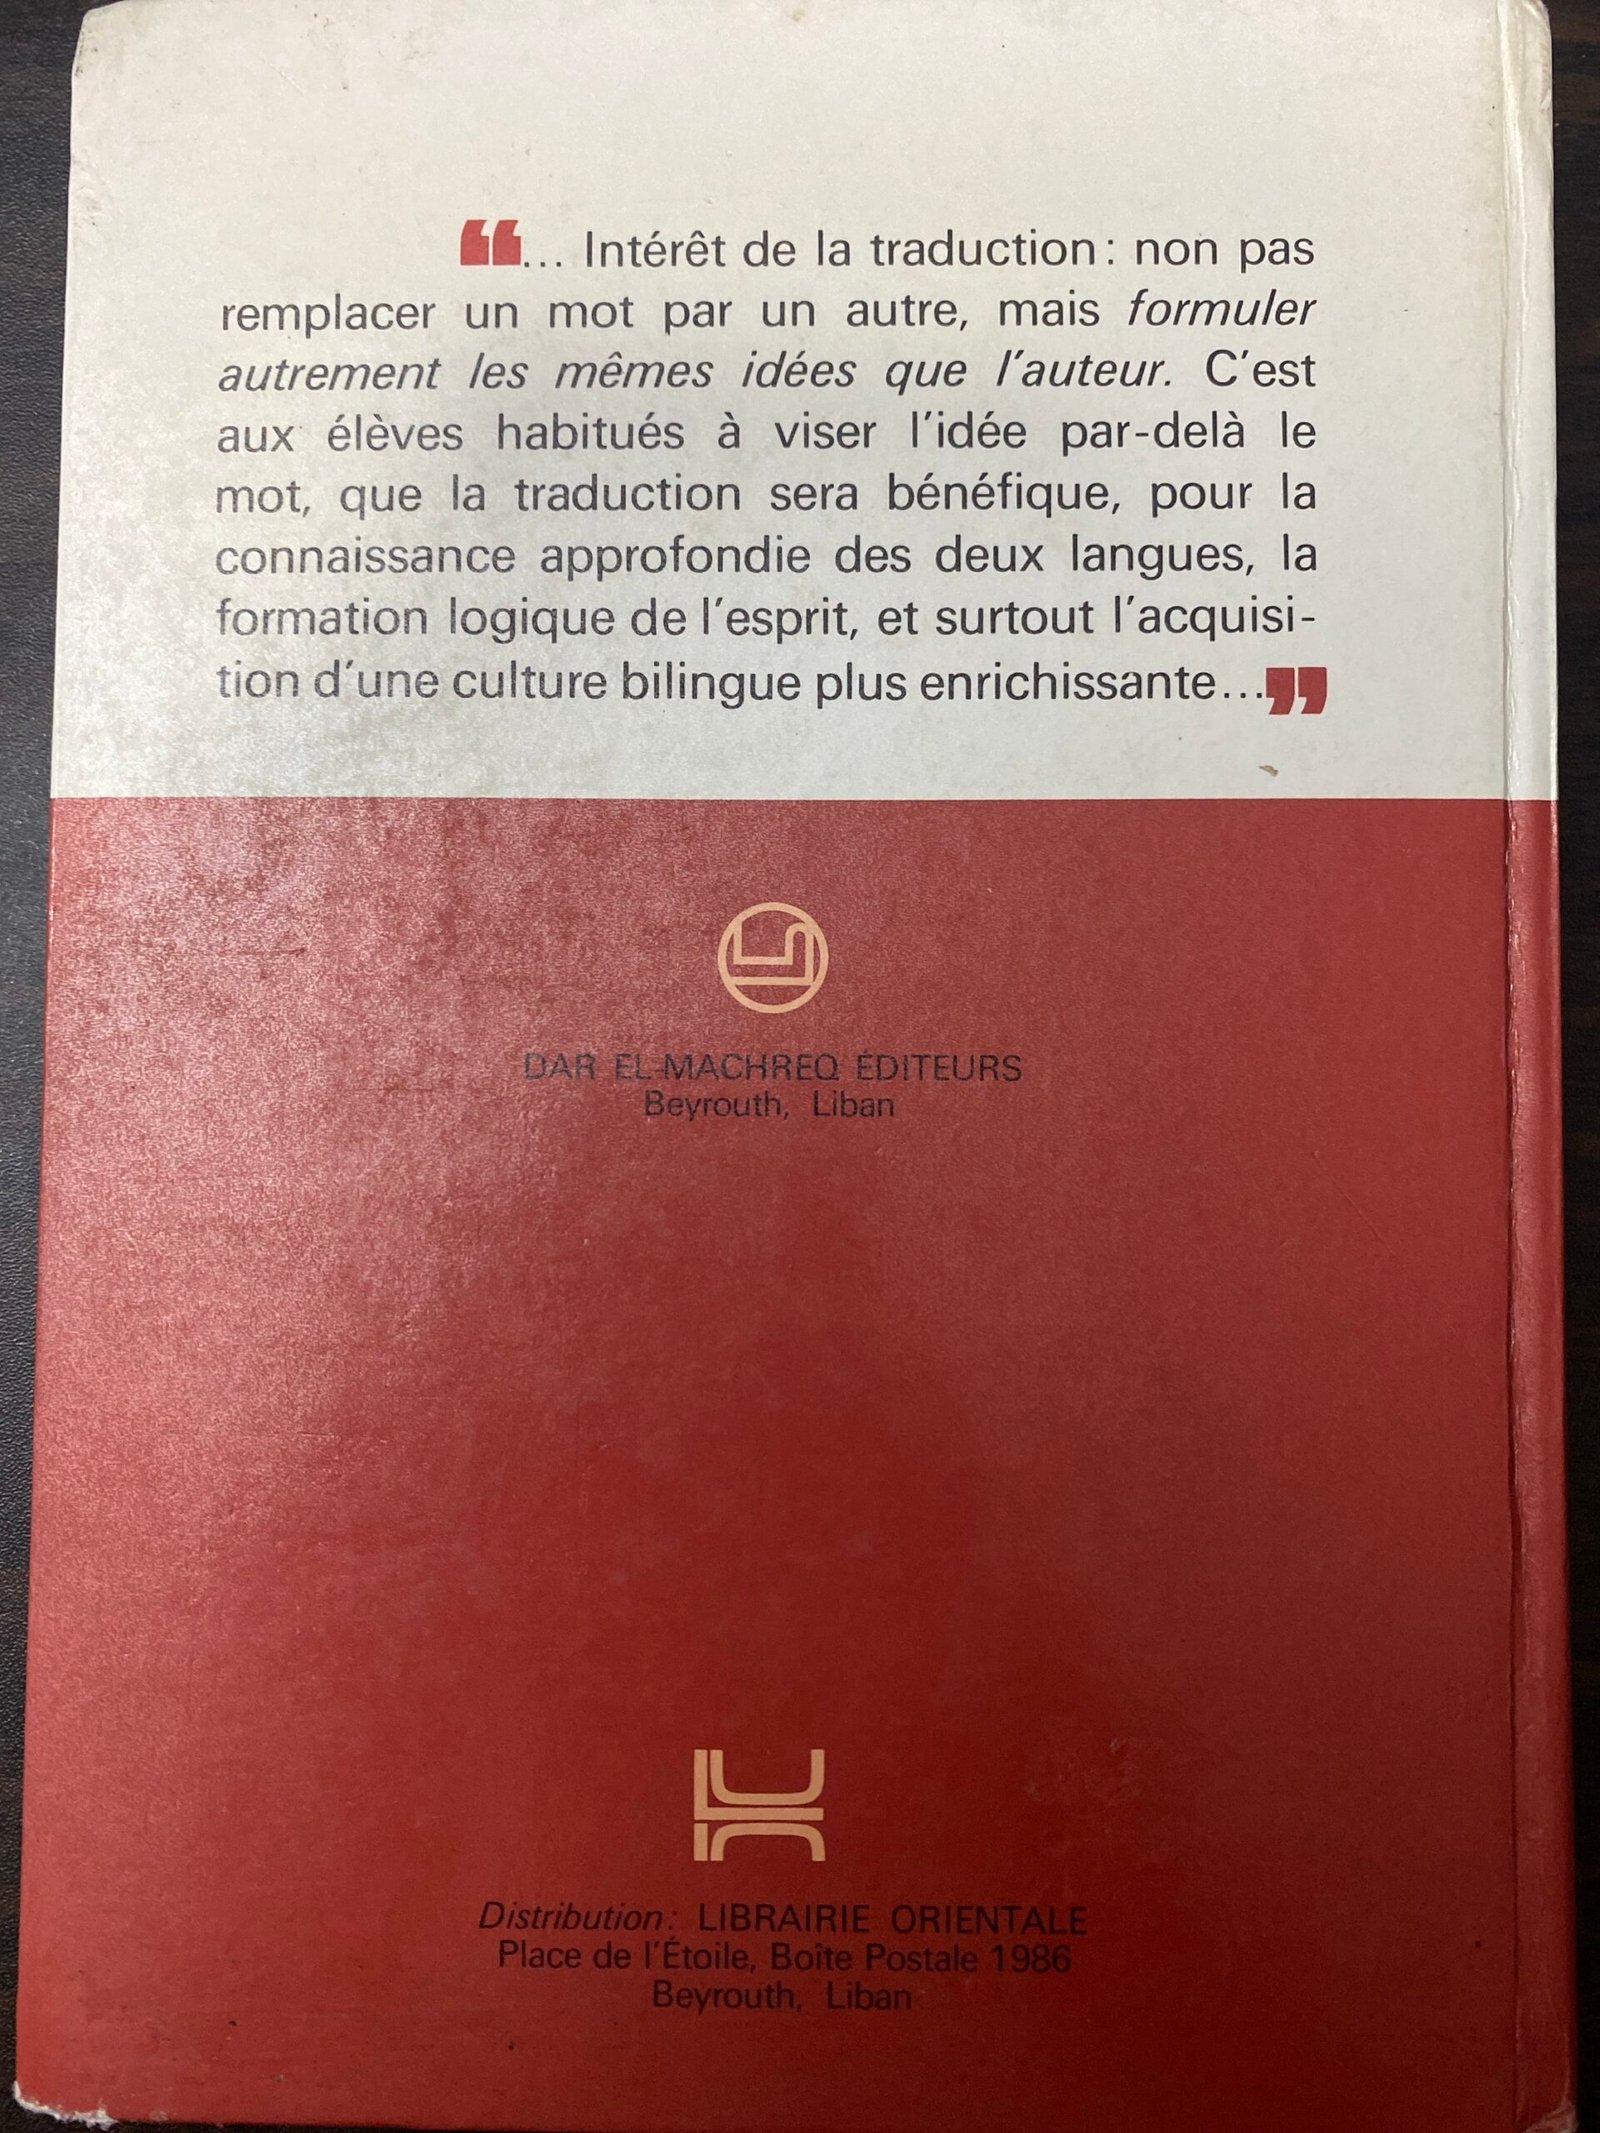 “... Intérêt de la traduction : non pas
remplacer un mot par un autre, mais formuler
autrement les mêmes idées que l'auteur. C'est
aux élèves habitués à viser l'idée par-delà le
mot, que la traduction sera bénéfique, pour la
connaissance approfondie des deux langues, la
formation logique de l'esprit, et surtout l'acquisi-
tion d'une culture bilingue plus enrichissante...”
DAR EL-MACHREQ ÉDITEURS
Beyrouth, Liban
Distribution : LIBRAIRIE ORIENTALE
Place de l'Étoile, Boîte Postale 1986
Beyrouth, Liban